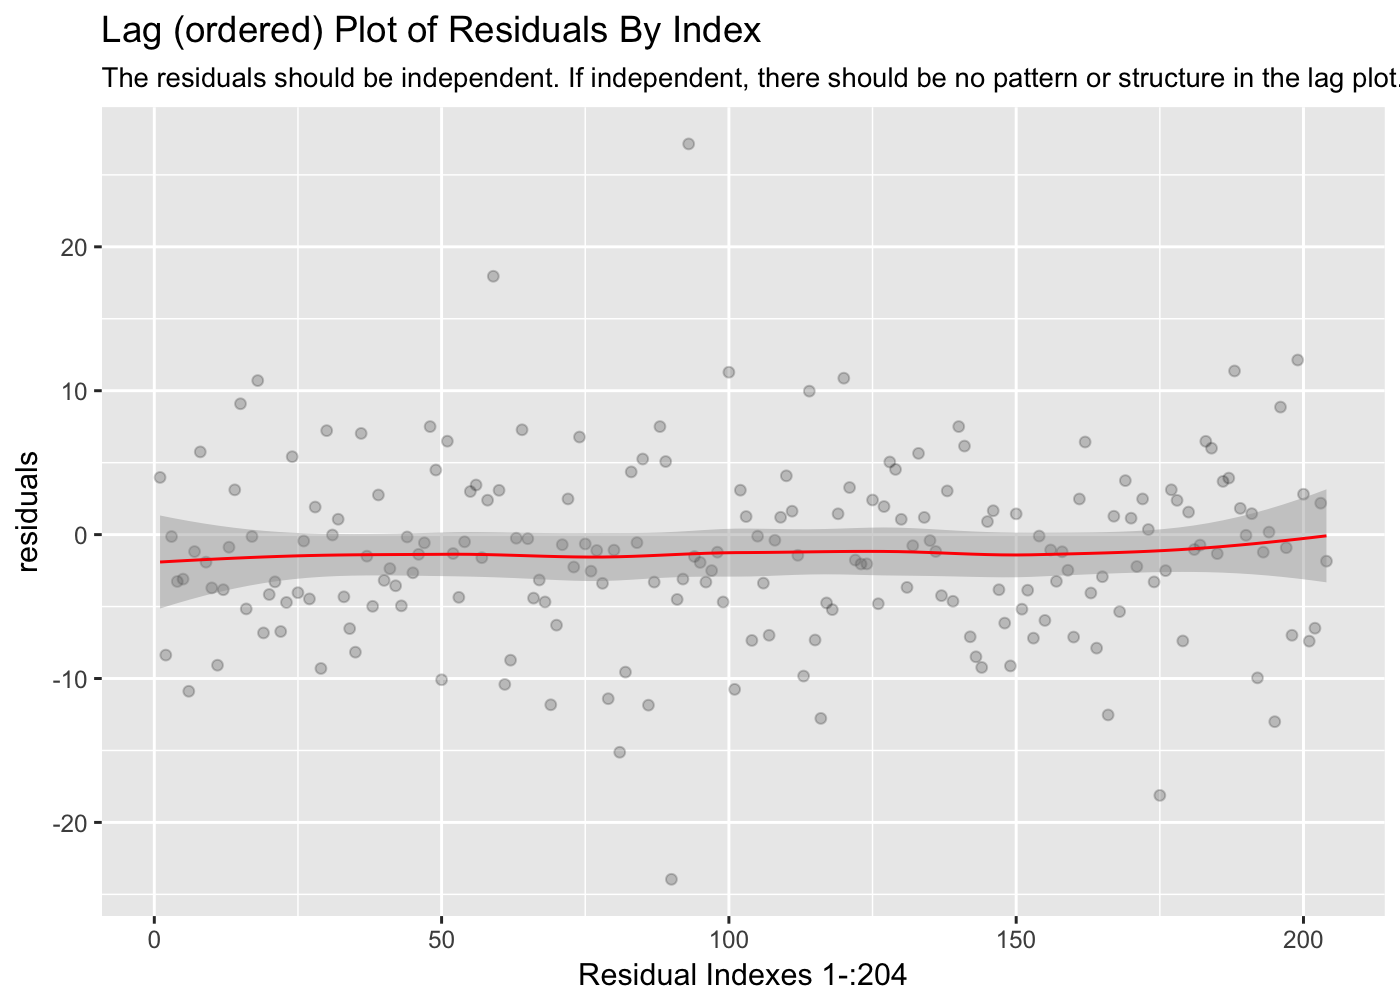 Lag (ordered) Plot of Residuals By Index
The residuals should be independent. If independent, there should be no pattern or structure in the lag plot.
residuals
20
10
0
-10
-20
0 50 100 150 200
Residual Indexes 1-:204